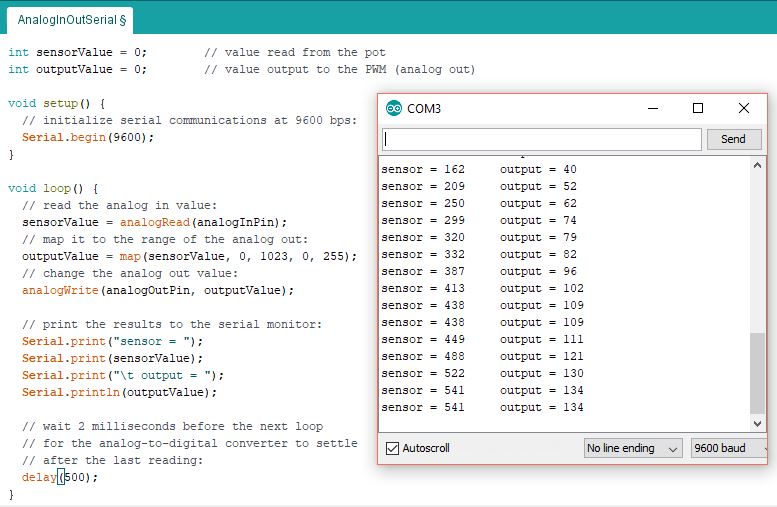 AnalogInOutSerial §
int sensorValue = 0;        // value read from the pot
int outputValue = 0;        // value output to the PWM (analog out)
void setup() {
  // initialize serial communications at 9600 bps:
  Serial.begin(9600);
}
void loop() {
  // read the analog in value:
  sensorValue = analogRead(analogInPin);
  // map it to the range of the analog out:
  outputValue = map(sensorValue, 0, 1023, 0, 255);
  // change the analog out value:
  analogWrite(analogOutPin, outputValue);
  // print the results to the serial monitor:
  Serial.print("sensor = ");
  Serial.print(sensorValue);
  Serial.print("\t output = ");
  Serial.println(outputValue);
  // wait 2 milliseconds before the next loop
  // for the analog-to-digital converter to settle
  // after the last reading:
  delay(500);
}
COM3
Send
sensor = 162     output = 40
sensor = 209     output = 52
sensor = 250     output = 62
sensor = 299     output = 74
sensor = 320     output = 79
sensor = 332     output = 82
sensor = 387     output = 96
sensor = 413     output = 102
sensor = 438     output = 109
sensor = 438     output = 109
sensor = 449     output = 111
sensor = 488     output = 121
sensor = 522     output = 130
sensor = 541     output = 134
sensor = 541     output = 134
Autoscroll
No line ending
9600 baud